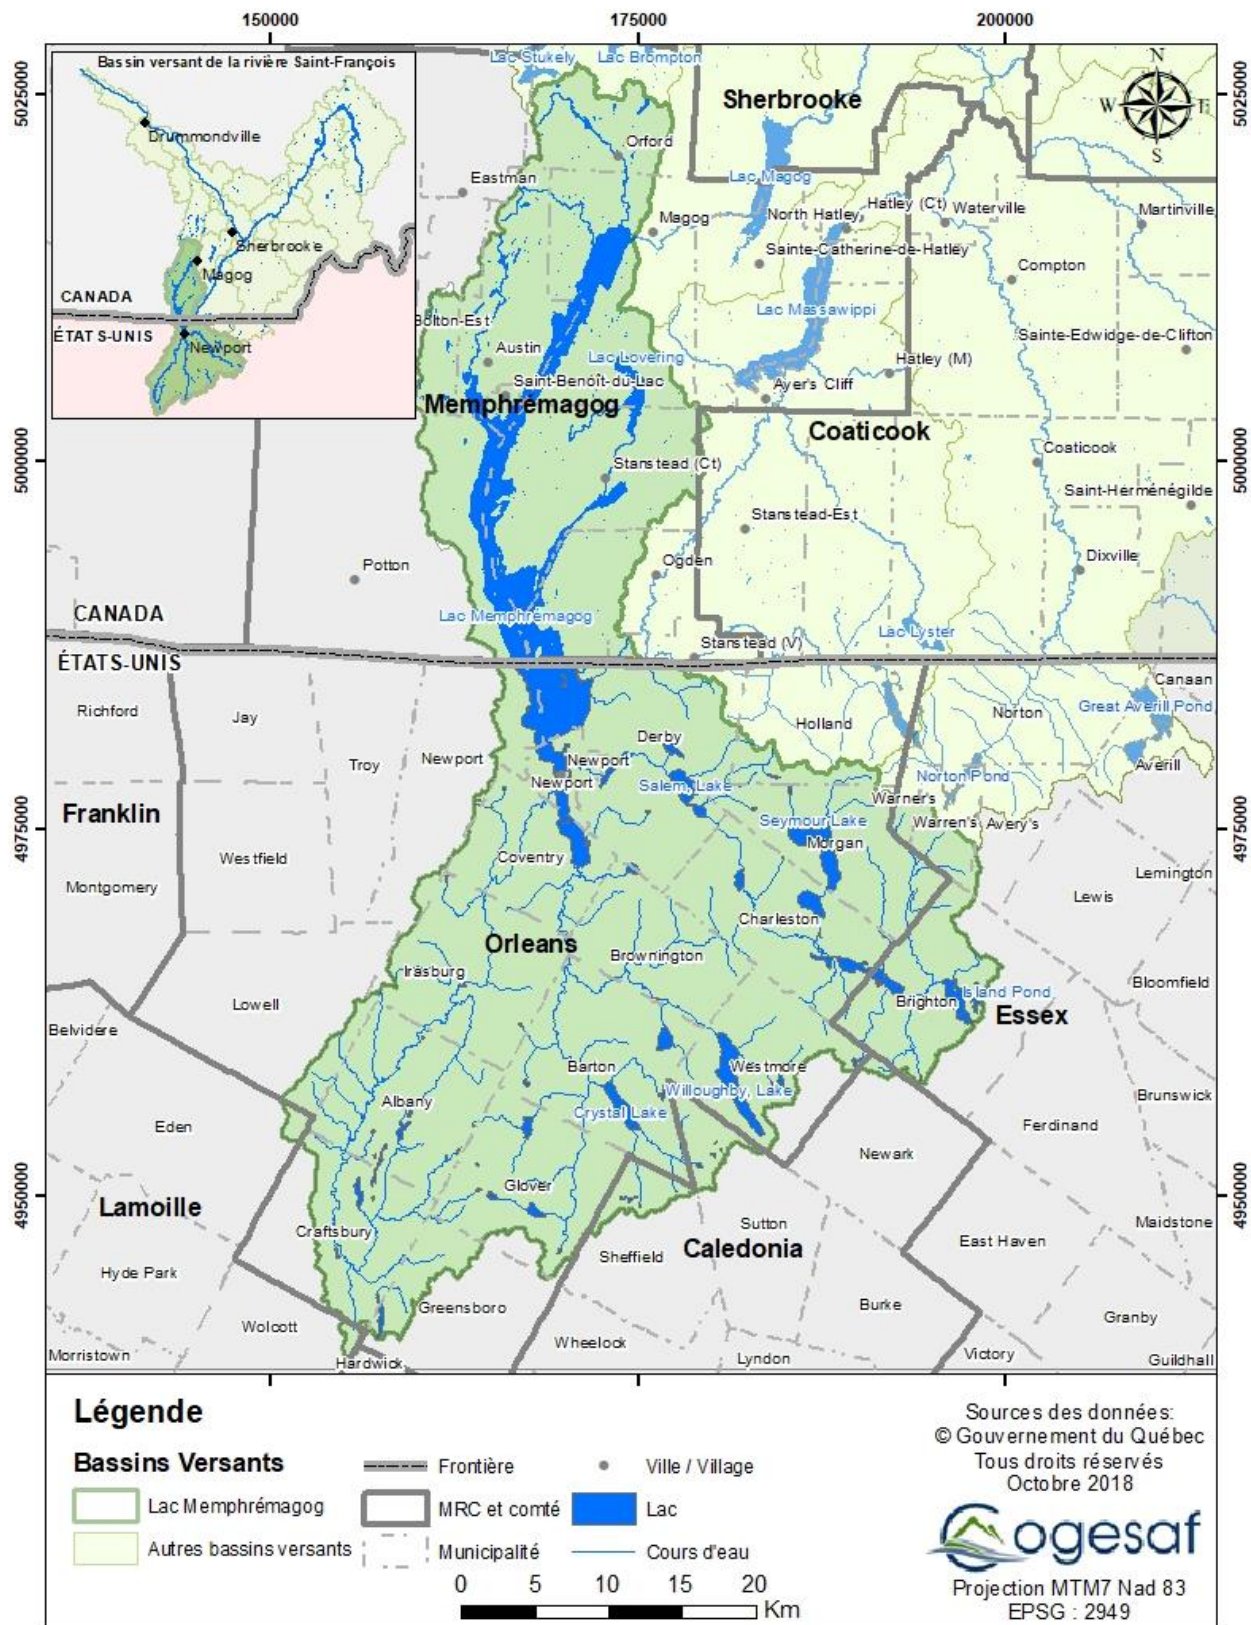 150000
175000
200000
5025000
5025000
Bassin versant de la rivière Saint-François
Drummondville
Sherbrooke
Magog
CANADA
ÉTATS-UNIS
Newport
Lac Stukely
Lac Brompton
Sherbrooke
N
W
E
S
Orford
Eastman
Lac Magog
Magog
North Hatley
Hatley (Ct)
Waterville
Martinville
Sainte-Catherine-de-Hatley
Compton
Lac Massawippi
Bolton-Est
Austin
Lac Lovering
Hatley (M)
Sainte-Edwidge-de-Clifton
Saint-Benoît-du-Lac
Ayer's Cliff
Memphrémagog
Coaticook
Coaticook
5000000
5000000
Stanstead (Ct)
Saint-Herménégilde
Stanstead-Est
Potton
Ogden
Dixville
CANADA
Lac Memphrémagog
Lac Lyster
Stanstead (V)
ÉTATS-UNIS
Canaan
Richford
Jay
Holland
Norton
Great Averill Pond
Derby
Troy
Newport
Newport
Newport
Salem, Lake
Norton Pond
Averill
Warner's
Franklin
Seymour Lake
Warren's
Avery's
4975000
4975000
Morgan
Westfield
Coventry
Lemington
Montgomery
Lewis
Charleston
Orleans
Brownington
Irasburg
Bloomfield
Lowell
Brighton
Island Pond
Essex
Belvidere
Barton
Westmore
Willoughby, Lake
Crystal Lake
Albany
Brunswick
Eden
Ferdinand
Newark
4950000
4950000
Lamoille
Glover
Craftsbury
Sutton
Maidstone
Sheffield
Caledonia
East Haven
Hyde Park
Greensboro
Burke
Granby
Wolcott
Wheelock
Morristown
Hardwick
Lyndon
Victory
Guildhall
Légende
Bassins Versants
Lac Memphrémagog
Autres bassins versants
Frontière
MRC et comté
Municipalité
Ville / Village
Lac
Cours d'eau
0 5 10 15 20
Km
Sources des données:
© Gouvernement du Québec
Tous droits réservés
Octobre 2018
Cogesaf
Projection MTM7 Nad 83
EPSG : 2949